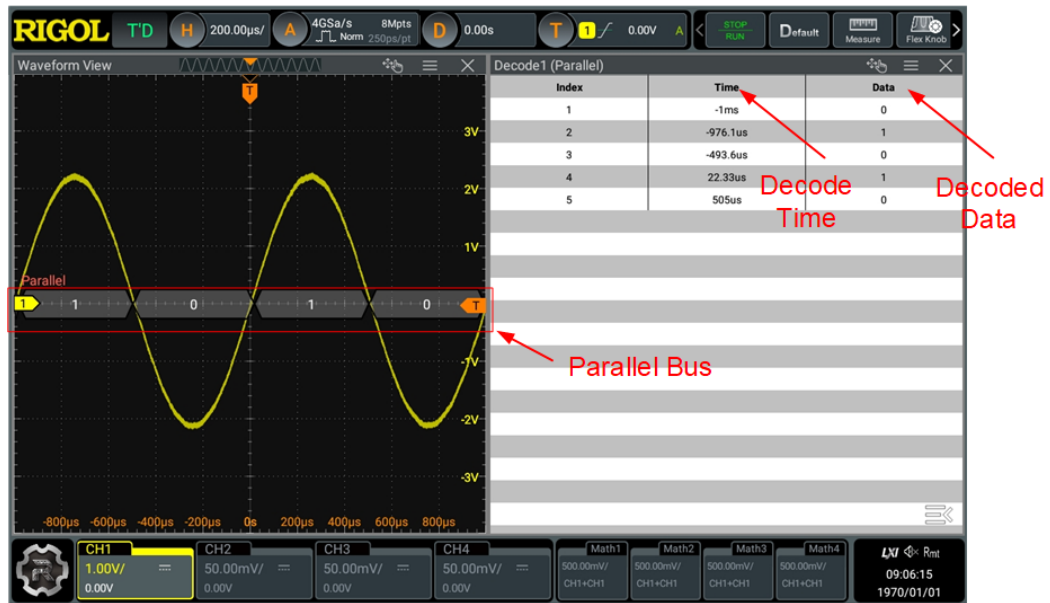 RIGOL T'D H 200.00µs/ A 4GSa/s 8Mpts Norm 250ps/pt D 0.00s T 1 0.00V A STOP RUN Default Measure Flex Knob
Waveform View
Decode1 (Parallel)
Index Time Data
1 -1ms 0
2 -976.1us 1
3 -493.6us 0
4 22.33us 1
5 505us 0
Decode
Time
Decoded
Data
T
3V
2V
1V
Parallel
1 1 0 1 0 T
Parallel Bus
-1V
-2V
-3V
-800µs -600µs -400µs -200µs 0s 200µs 400µs 600µs 800µs
CH1 CH2 CH3 CH4 Math1 Math2 Math3 Math4
1.00V/ 50.00mV/ 50.00mV/ 50.00mV/ 500.00mV/ 500.00mV/ 500.00mV/ 500.00mV/
0.00V 0.00V 0.00V 0.00V CH1+CH1 CH1+CH1 CH1+CH1 CH1+CH1
LXI Rmt
09:06:15
1970/01/01